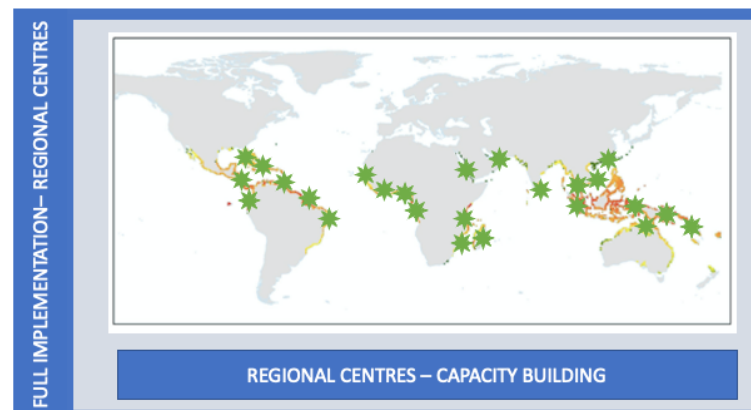 FULL IMPLEMENTATION– REGIONAL CENTRES
REGIONAL CENTRES – CAPACITY BUILDING